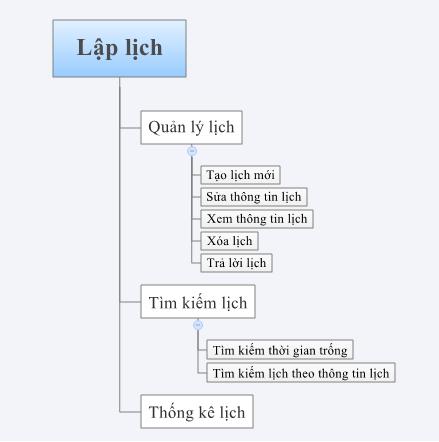 Lập lịch
Quản lý lịch
Tạo lịch mới
Sửa thông tin lịch
Xem thông tin lịch
Xóa lịch
Trả lời lịch
Tìm kiếm lịch
Tìm kiếm thời gian trống
Tìm kiếm lịch theo thông tin lịch
Thống kê lịch